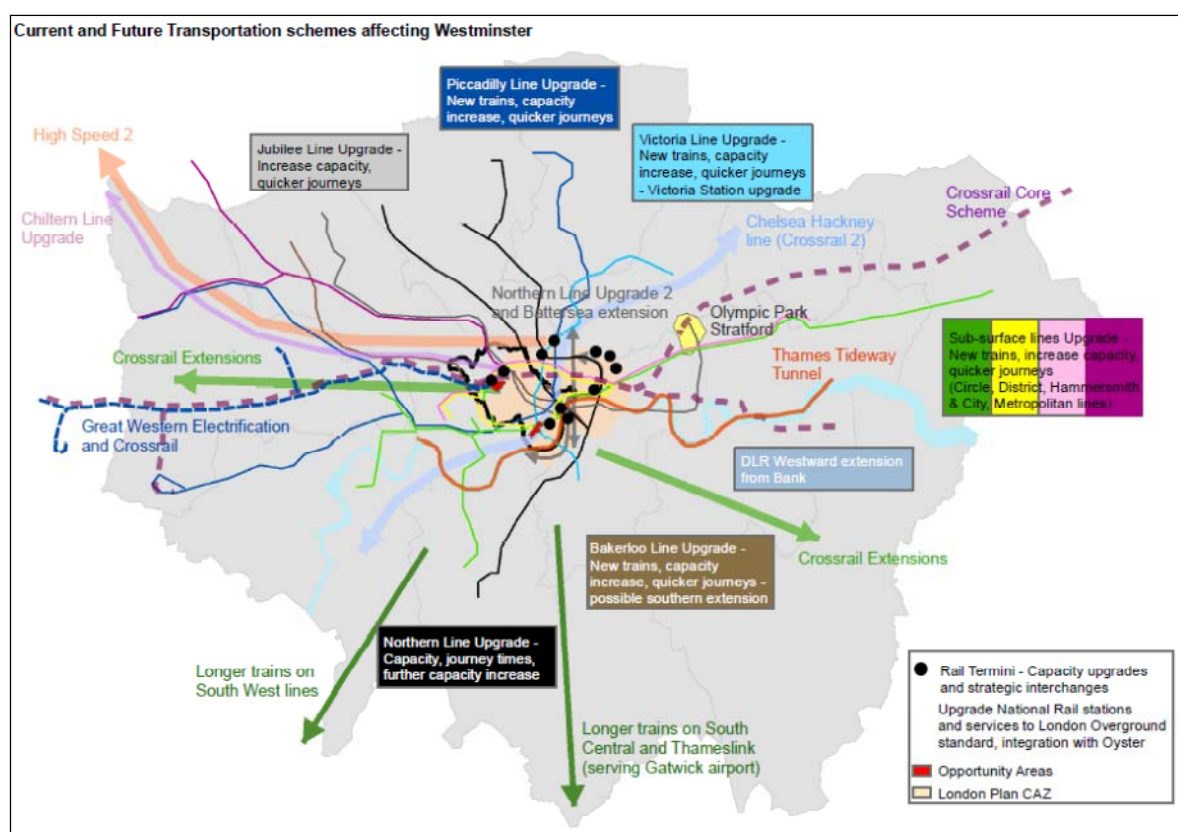 Current and Future Transportation schemes affecting Westminster
Piccadilly Line Upgrade -
New trains, capacity
increase, quicker journeys
High Speed 2
Jubilee Line Upgrade -
Increase capacity,
quicker journeys
Victoria Line Upgrade -
New trains, capacity
increase, quicker journeys
- Victoria Station upgrade
Crossrail Core
Scheme
Chiltern Line
Upgrade
Chelsea Hackney
line (Crossrail 2)
Northern Line Upgrade 2
and Battersea extension
Olympic Park
Stratford
Crossrail Extensions
Thames Tideway
Tunnel
Sub-surface lines Upgrade -
New trains, increase capacity,
quicker journeys
(Circle, District, Hammersmith
& City, Metropolitan lines)
Great Western Electrification
and Crossrail
DLR Westward extension
from Bank
Crossrail Extensions
Bakerloo Line Upgrade -
New trains, capacity
increase, quicker journeys -
possible southern extension
Northern Line Upgrade -
Capacity, journey times,
further capacity increase
Longer trains on
South West lines
Longer trains on South
Central and Thameslink
(serving Gatwick airport)
Rail Termini - Capacity upgrades
and strategic interchanges
Upgrade National Rail stations
and services to London Overground
standard, integration with Oyster
Opportunity Areas
London Plan CAZ